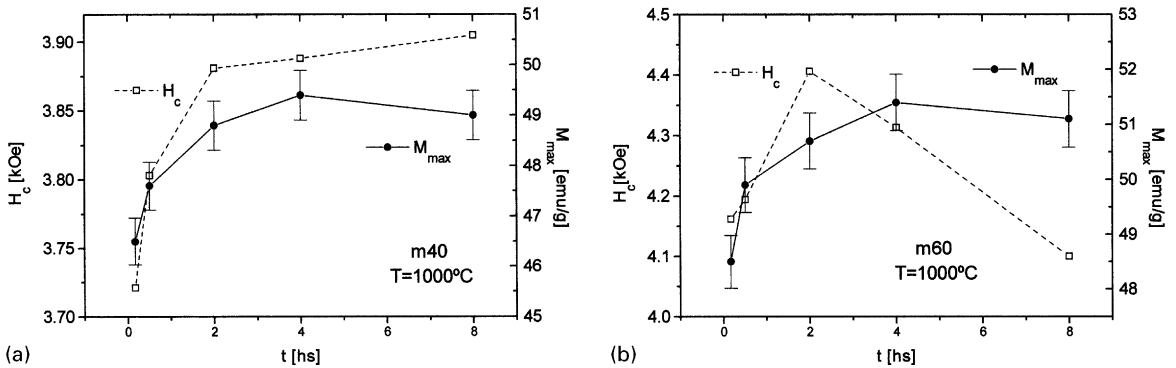 3.90
3.85
3.80
3.75
3.70
H_c [kOe]
51
50
49
48
47
46
45
M_max [emu/g]
H_c
M_max
m40
T=1000ºC
0
2
4
6
8
t [hs]
(a)
4.5
4.4
4.3
4.2
4.1
4.0
H_c[kOe]
53
52
51
50
49
48
M_max [emu/g]
H_c
M_max
m60
T=1000ºC
0
2
4
6
8
t [hs]
(b)